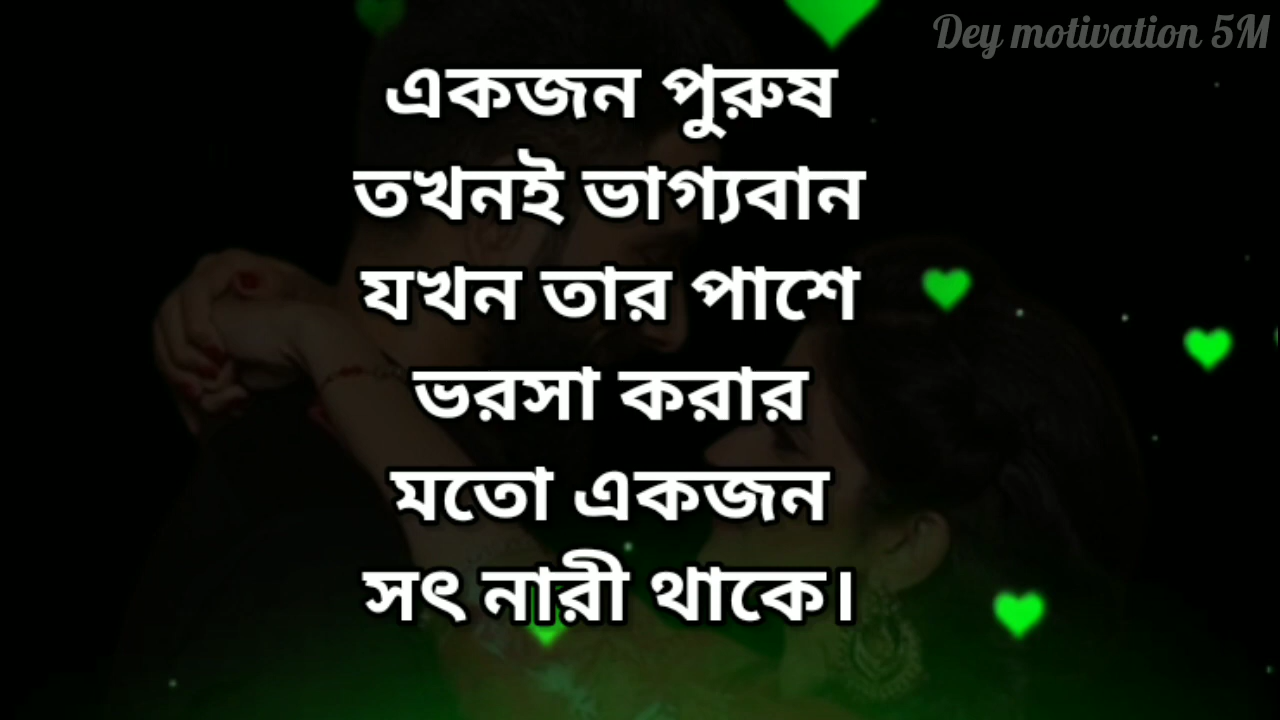 Dey motivation 5M
একজন পুরুষ
তখনই ভাগ্যবান
যখন তার পাশে
ভরসা করার
মতো একজন
সৎ নারী থাকে।